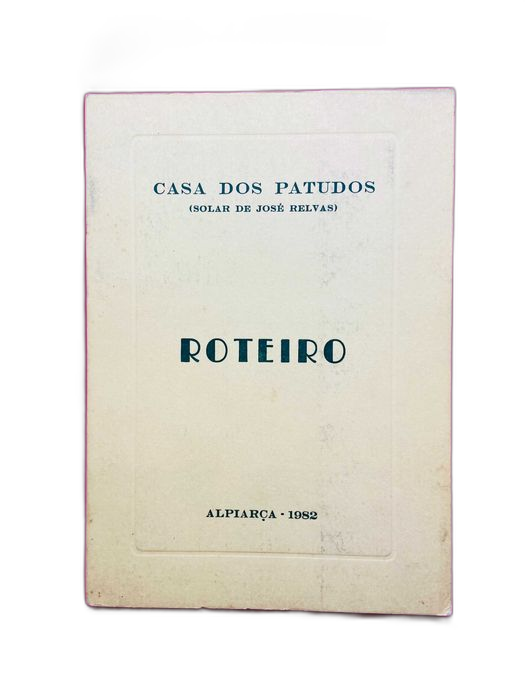 CASA DOS PATUDOS
(SOLAR DE JOSÉ RELVAS)
ROTEIRO
ALPIARÇA - 1982